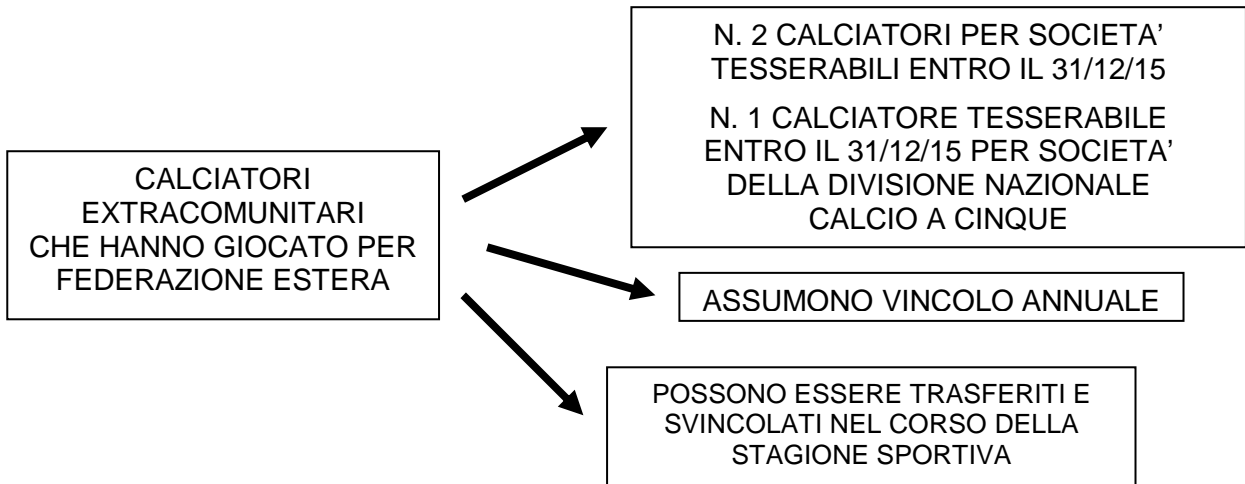 CALCIATORI
EXTRACOMUNITARI
CHE HANNO GIOCATO PER
FEDERAZIONE ESTERA
N. 2 CALCIATORI PER SOCIETA’
TESSERABILI ENTRO IL 31/12/15
N. 1 CALCIATORE TESSERABILE
ENTRO IL 31/12/15 PER SOCIETA’
DELLA DIVISIONE NAZIONALE
CALCIO A CINQUE
ASSUMONO VINCOLO ANNUALE
POSSONO ESSERE TRASFERITI E
SVINCOLATI NEL CORSO DELLA
STAGIONE SPORTIVA